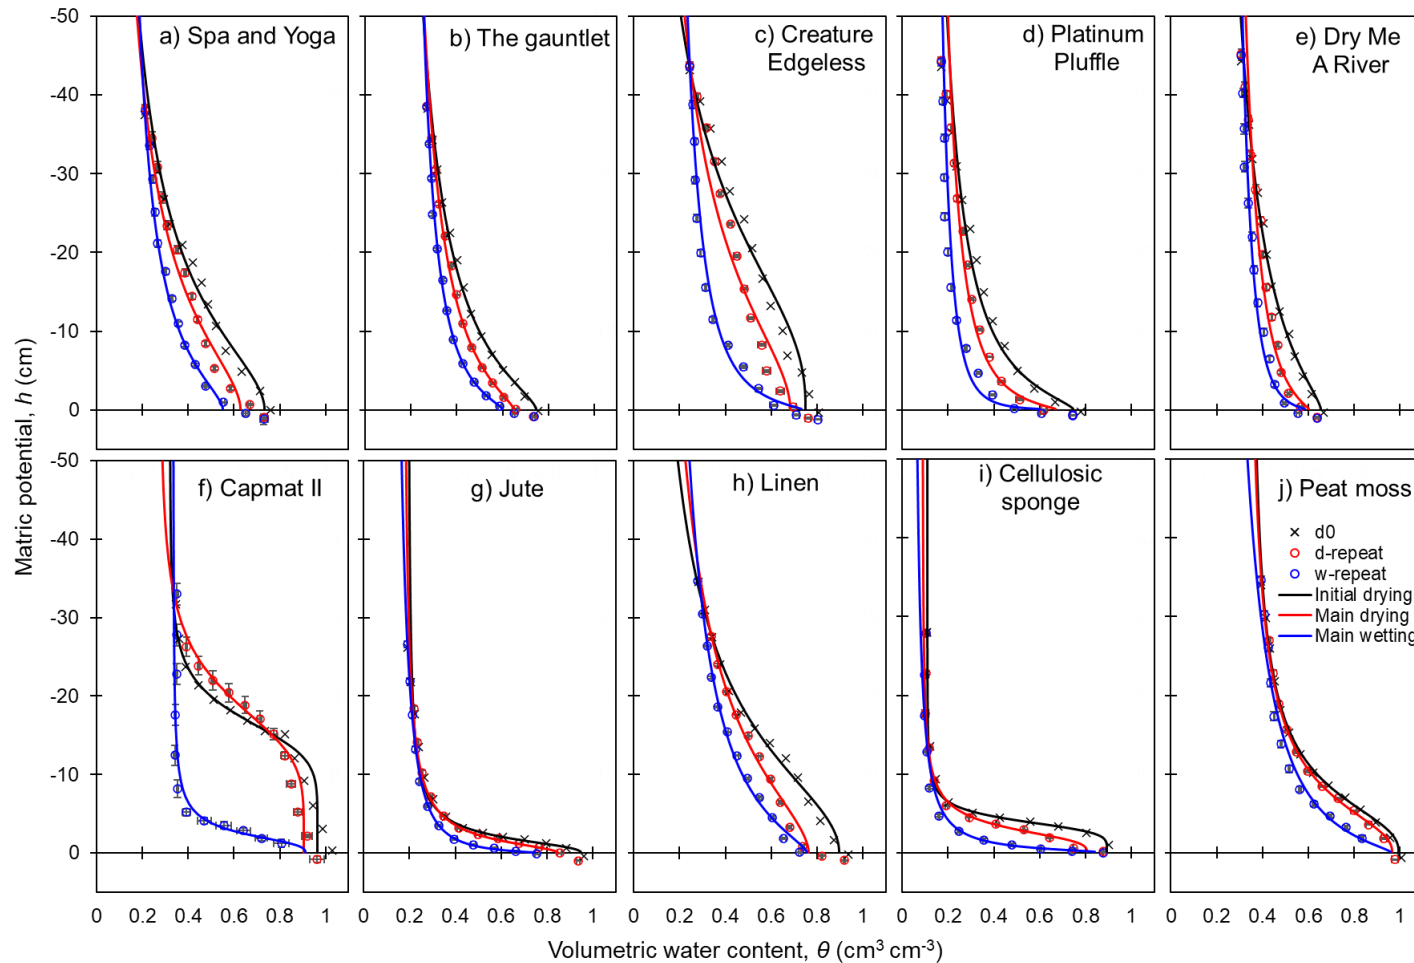 -50
-40
-30
-20
-10
0
a) Spa and Yoga
b) The gauntlet
c) Creature
Edgeless
d) Platinum
Pluffle
e) Dry Me
A River
Matric potential, h (cm)
-50
-40
-30
-20
-10
0
f) Capmat II
g) Jute
h) Linen
i) Cellulosic
sponge
j) Peat moss
d0
d-repeat
w-repeat
Initial drying
Main drying
Main wetting
0 0.2 0.4 0.6 0.8 1
0 0.2 0.4 0.6 0.8 1
0 0.2 0.4 0.6 0.8 1
0 0.2 0.4 0.6 0.8 1
0 0.2 0.4 0.6 0.8 1
Volumetric water content, θ (cm³ cm⁻³)